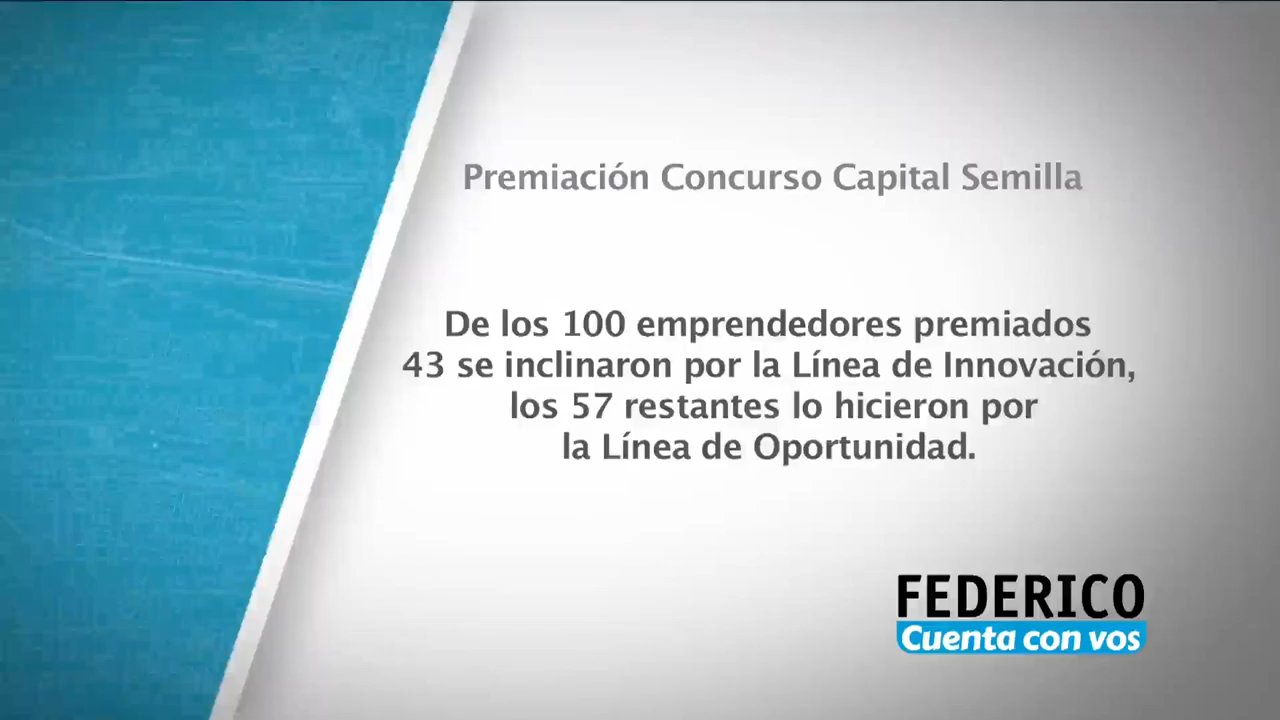 Premiación Concurso Capital Semilla
De los 100 emprendedores premiados
43 se inclinaron por la Línea de Innovación,
los 57 restantes lo hicieron por
la Línea de Oportunidad.
FEDERICO
Cuenta con vos